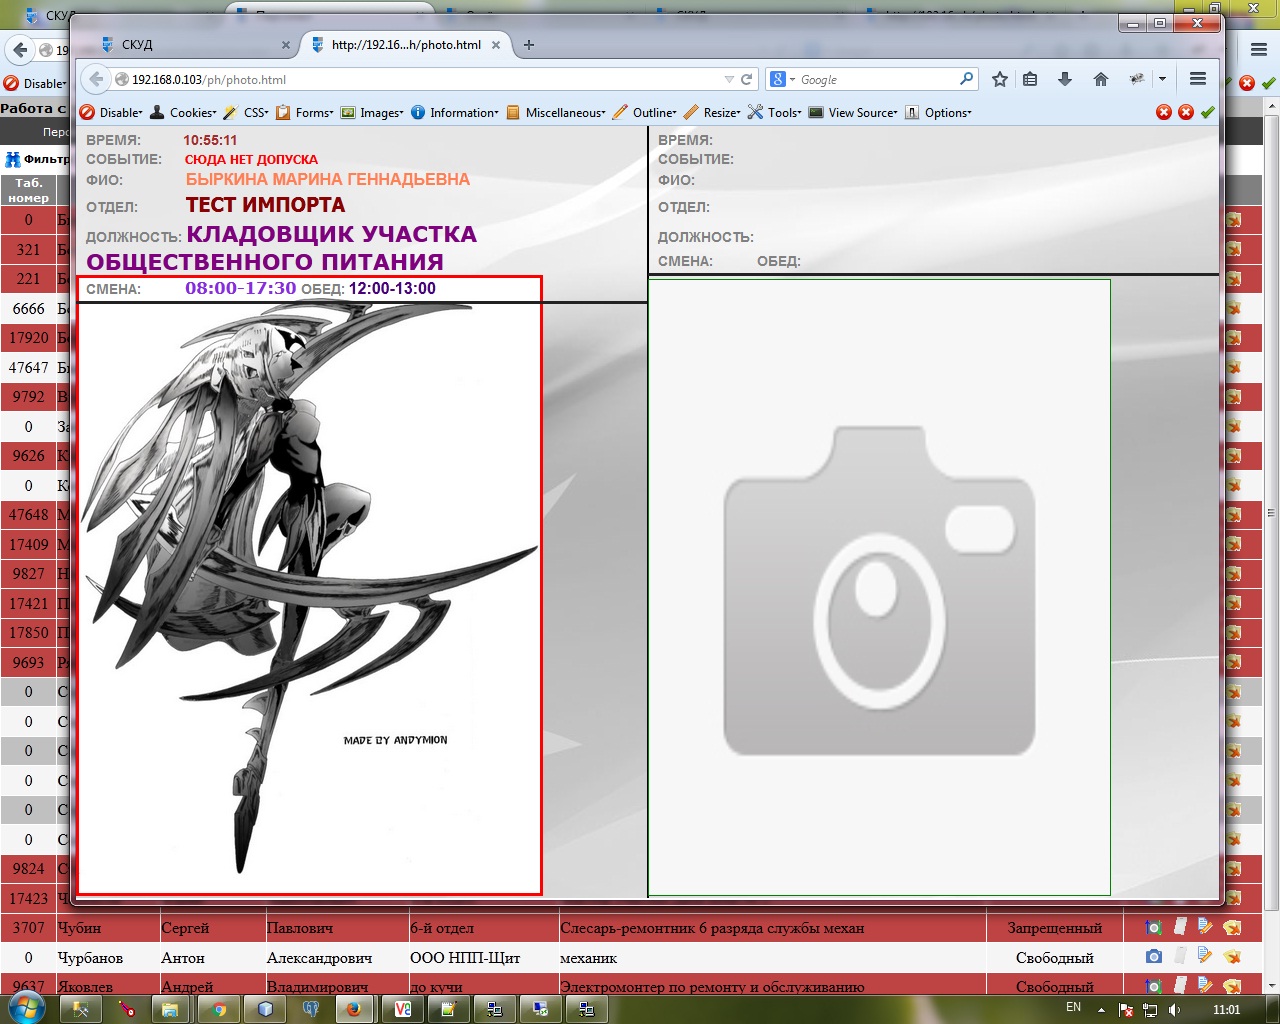 СКУД
http://192.16...h/photo.html
192.168.0.103/ph/photo.html
Google
Disable Cookies CSS Forms Images Information Miscellaneous Outline Resize Tools View Source Options
Disable
Работа с
Перс
Фильтр
Таб. номер
ВРЕМЯ: 10:55:11
СОБЫТИЕ: СЮДА НЕТ ДОПУСКА
ФИО: БЫРКИНА МАРИНА ГЕННАДЬЕВНА
ОТДЕЛ: ТЕСТ ИМПОРТА
ДОЛЖНОСТЬ: КЛАДОВЩИК УЧАСТКА
ОБЩЕСТВЕННОГО ПИТАНИЯ
СМЕНА: 08:00-17:30 ОБЕД: 12:00-13:00
MADE BY ANDYMION
ВРЕМЯ:
СОБЫТИЕ:
ФИО:
ОТДЕЛ:
ДОЛЖНОСТЬ:
СМЕНА: ОБЕД:
0
321
221
6666
17920
47647
9792
0
9626
0
47648
17409
9827
17421
17850
9693
0
0
0
0
0
0
9824
17423
3707 Чубин Сергей Павлович 6-й отдел Слесарь-ремонтник 6 разряда службы механ Запрещенный
0 Чурбанов Антон Александрович ООО НПП-Щит механик Свободный
9637 Яковлев Андрей Владимирович до кучи Электромонтер по ремонту и обслуживанию Свободный
EN 11:01